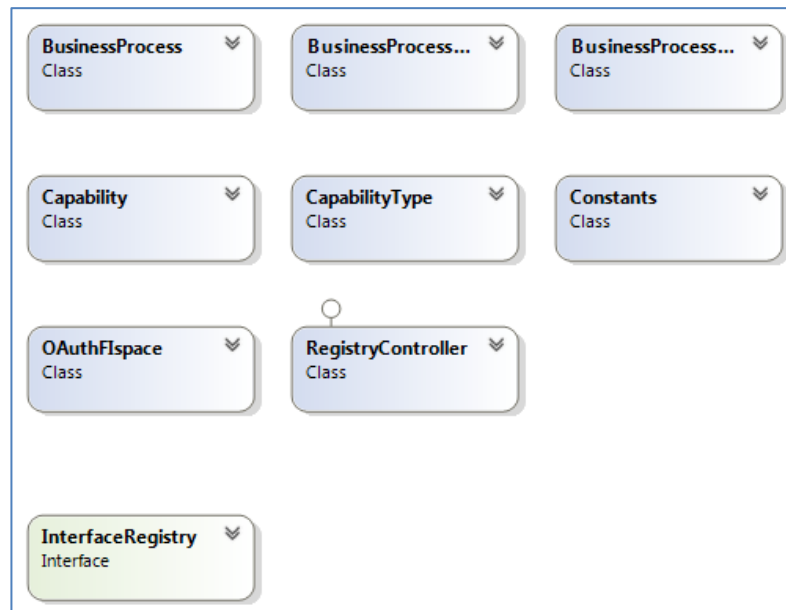 BusinessProcess
Class
BusinessProcess...
Class
BusinessProcess...
Class
Capability
Class
CapabilityType
Class
Constants
Class
OAuthFIspace
Class
RegistryController
Class
InterfaceRegistry
Interface